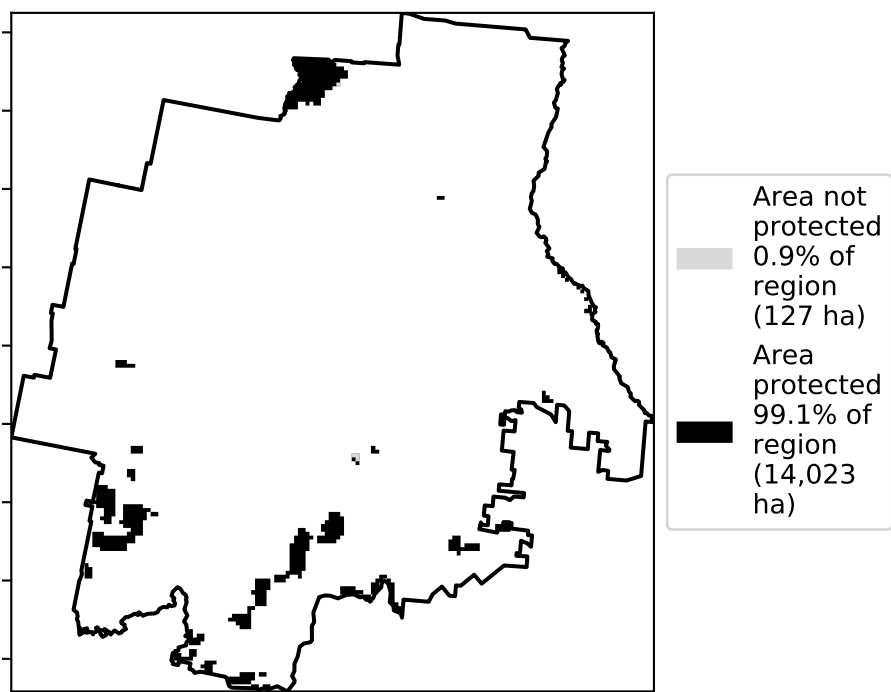 Area not
protected
0.9% of
region
(127 ha)
Area
protected
99.1% of
region
(14,023
ha)